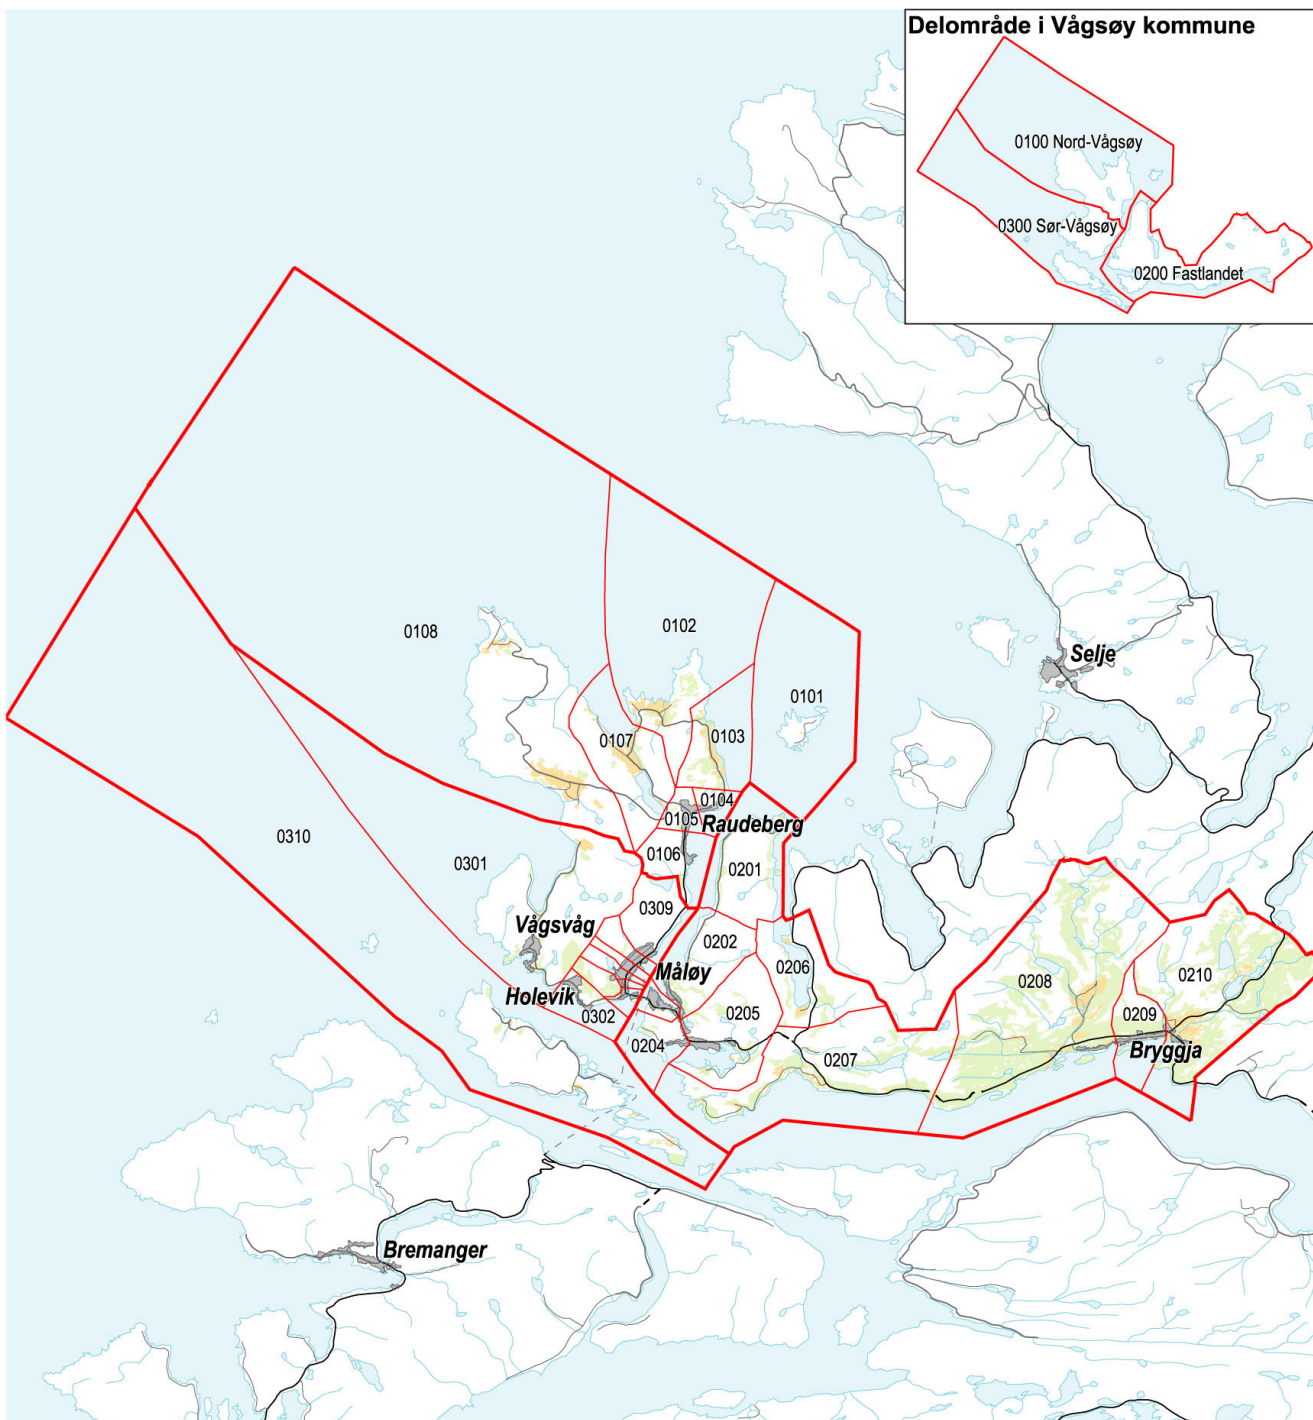 Delområde i Vågsøy kommune
0100 Nord-Vågsøy
0300 Sør-Vågsøy
0200 Fastlandet
0108
0102
Selje
0101
0107
0103
0104
0105
Raudeberg
0310
0301
0106
0201
0309
Vågsvåg
0202
Måløy
0206
0208
0210
Holevik
0302
0205
0209
0204
0207
Bryggja
Bremanger